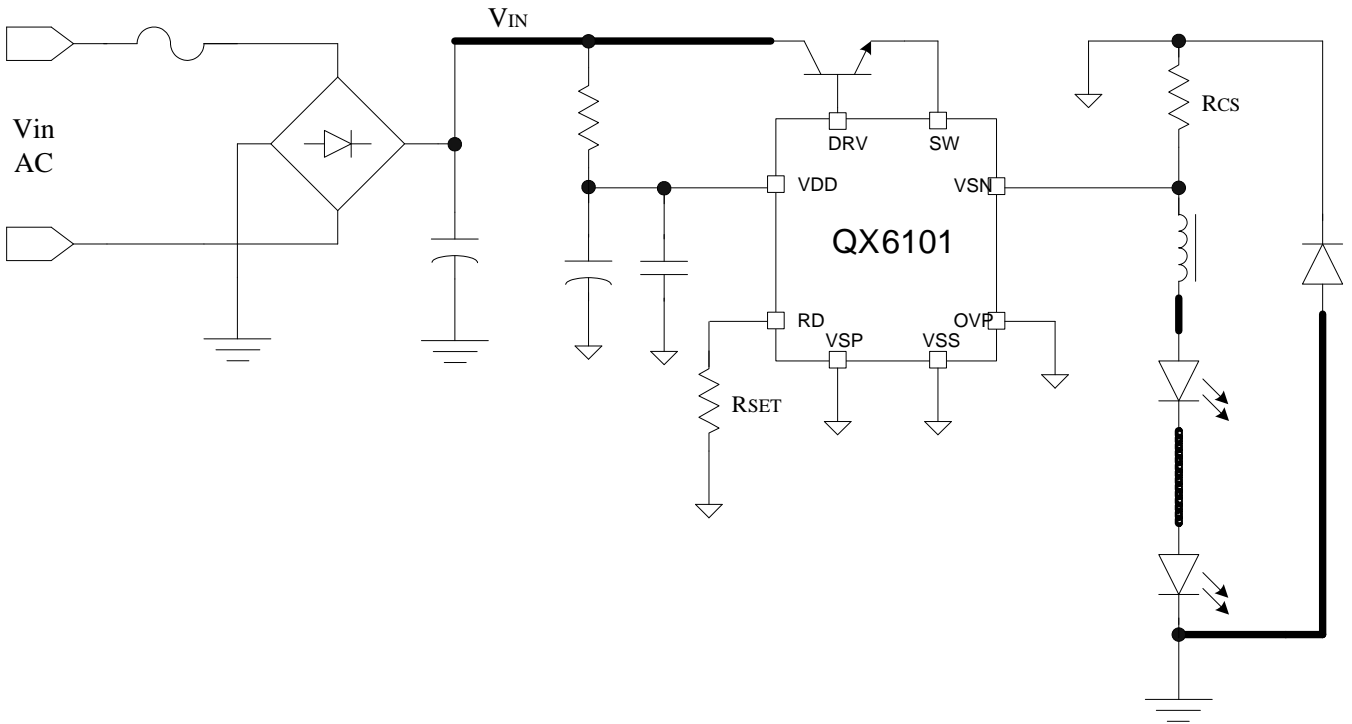 VIN
Vin
AC
RCS
DRV
SW
VDD
VSN
QX6101
RD
OVP
VSP
VSS
RSET